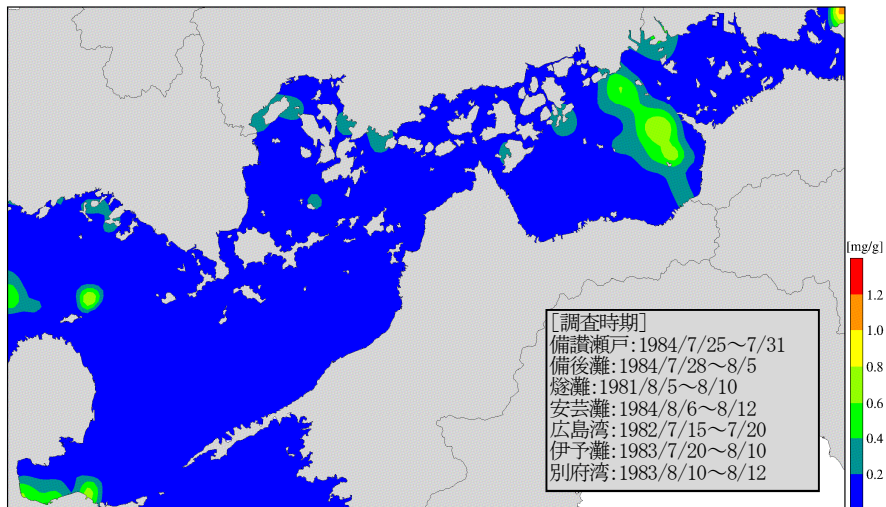 [mg/g]
1.2
1.0
0.8
0.6
0.4
0.2
[調査時期]
備讃瀬戸:1984/7/25～7/31
備後灘:1984/7/28～8/5
燧灘:1981/8/5～8/10
安芸灘:1984/8/6～8/12
広島湾:1982/7/15～7/20
伊予灘:1983/7/20～8/10
別府湾:1983/8/10～8/12